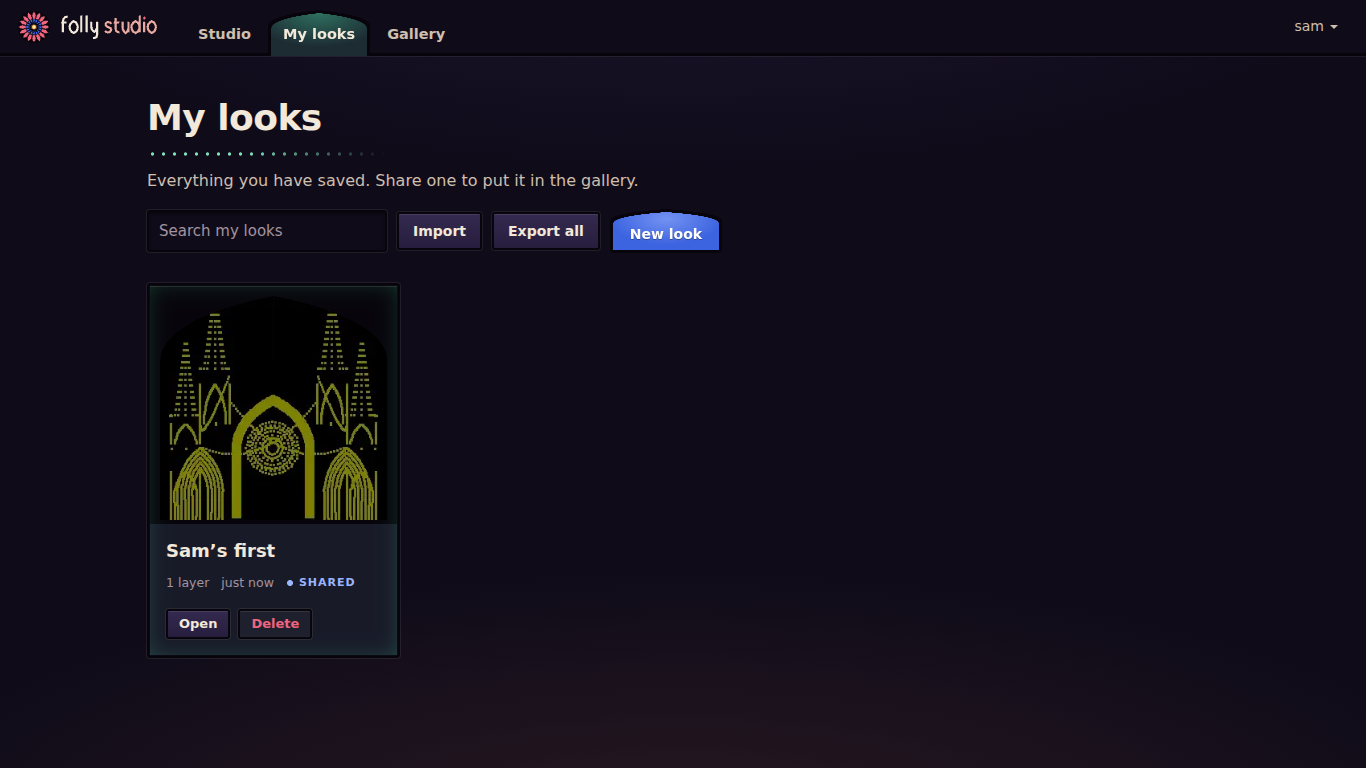 folly studio
Studio
My looks
Gallery
sam
My looks
Everything you have saved. Share one to put it in the gallery.
Search my looks
Import
Export all
New look
Sam’s first
1 layer just now SHARED
Open
Delete